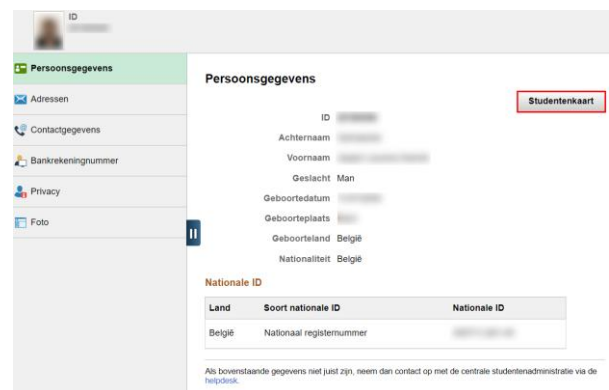 ID
Persoonsgegevens
Adressen
Contactgegevens
Bankrekeningnummer
Privacy
Foto
Persoonsgegevens
Studentenkaart
ID
Achternaam
Voornaam
Geslacht Man
Geboortedatum
Geboorteplaats
Geboorteland België
Nationaliteit België
Nationale ID
Land Soort nationale ID Nationale ID
België Nationaal registernummer
Als bovenstaande gegevens niet juist zijn, neem dan contact op met de centrale studentenadministratie via de
helpdesk.